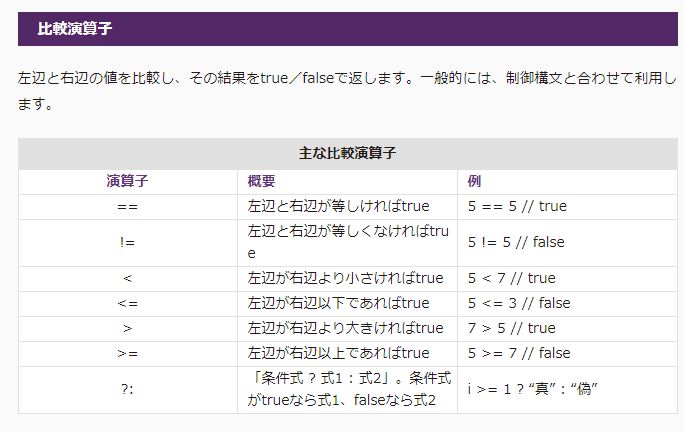 比較演算子
左辺と右辺の値を比較し、その結果をtrue／falseで返します。一般的には、制御構文と合わせて利用し
ます。
主な比較演算子
演算子 概要 例
== 左辺と右辺が等しければtrue 5 == 5 // true
!= 左辺と右辺が等しくなければtru
e 5 != 5 // false
< 左辺が右辺より小さければtrue 5 < 7 // true
<= 左辺が右辺以下であればtrue 5 <= 3 // false
> 左辺が右辺より大きければtrue 7 > 5 // true
>= 左辺が右辺以上であればtrue 5 >= 7 // false
?: 「条件式 ? 式1 : 式2」。条件式
がtrueなら式1、falseなら式2 i >= 1 ? “真” : “偽”